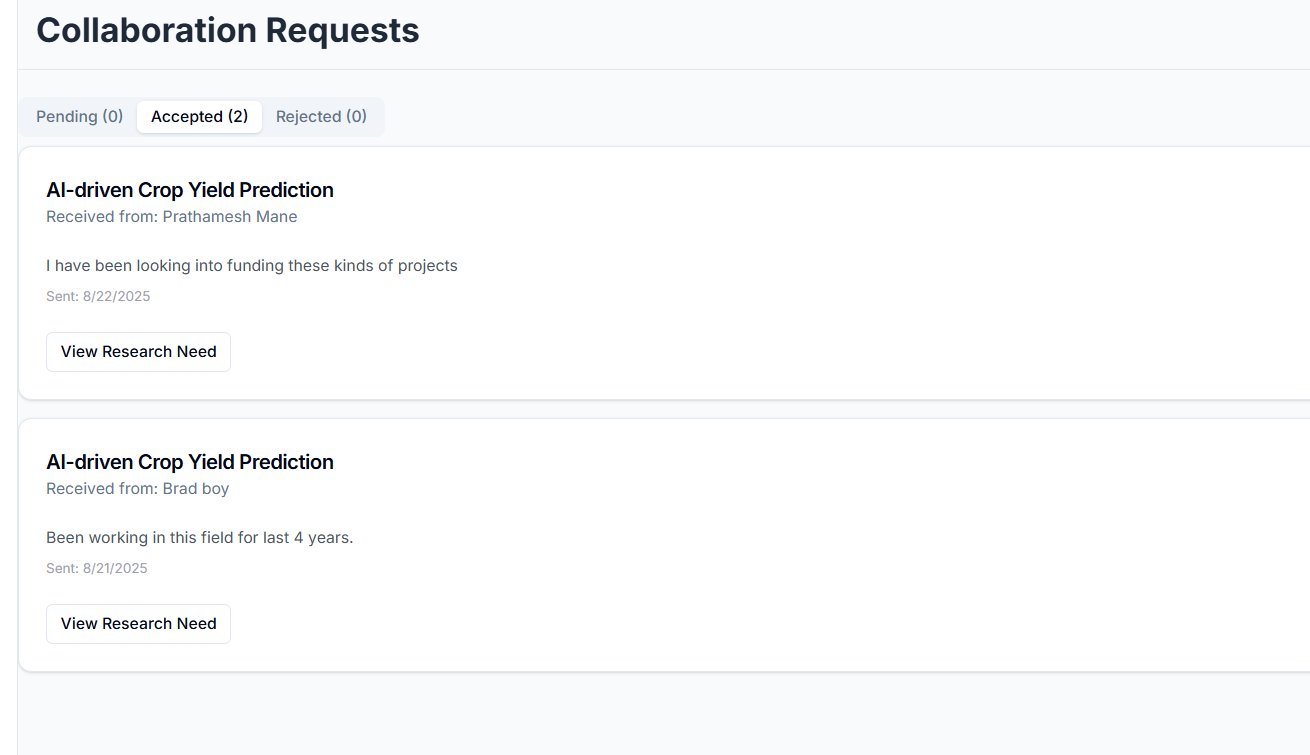 Collaboration Requests
Pending (0) Accepted (2) Rejected (0)
AI-driven Crop Yield Prediction
Received from: Prathamesh Mane
I have been looking into funding these kinds of projects
Sent: 8/22/2025
View Research Need
AI-driven Crop Yield Prediction
Received from: Brad boy
Been working in this field for last 4 years.
Sent: 8/21/2025
View Research Need